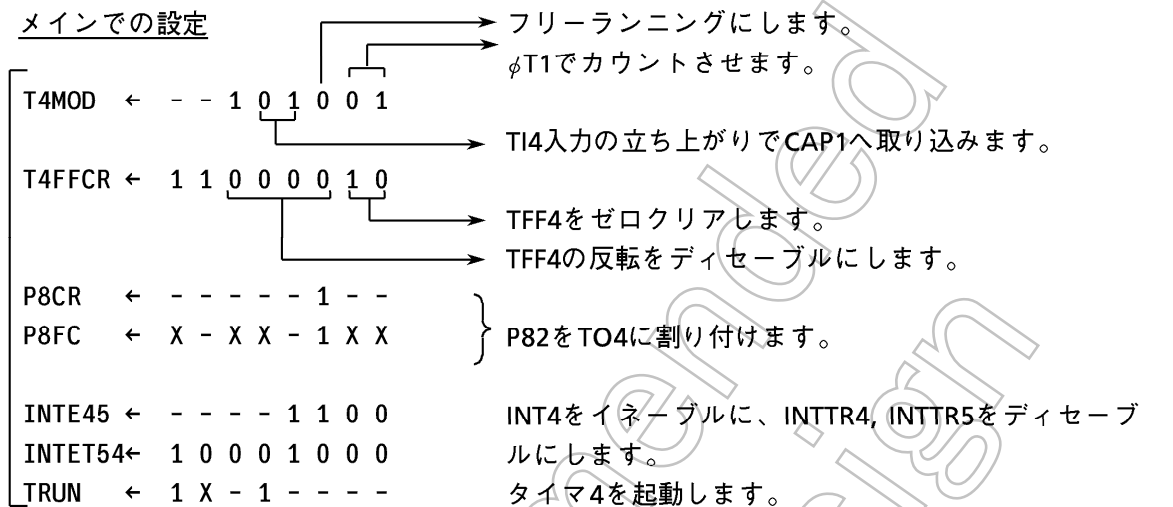 メインでの設定
フリーランニングにします。
φT1でカウントさせます。
T4MOD ← - - 1 0 1 0 0 1
TI4入力の立ち上がりでCAP1へ取り込みます。
T4FFCR ← 1 1 0 0 0 0 1 0
TFF4をゼロクリアします。
TFF4の反転をディセーブルにします。
P8CR ← - - - - - 1 - -
P8FC ← X - X X - 1 X X
P82をTO4に割り付けます。
INTE45 ← - - - - 1 1 0 0 INT4をイネーブルに、INTTR4, INTTR5をディセーブ
INTET54← 1 0 0 0 1 0 0 0 ルにします。
TRUN ← 1 X - 1 - - - - タイマ4を起動します。